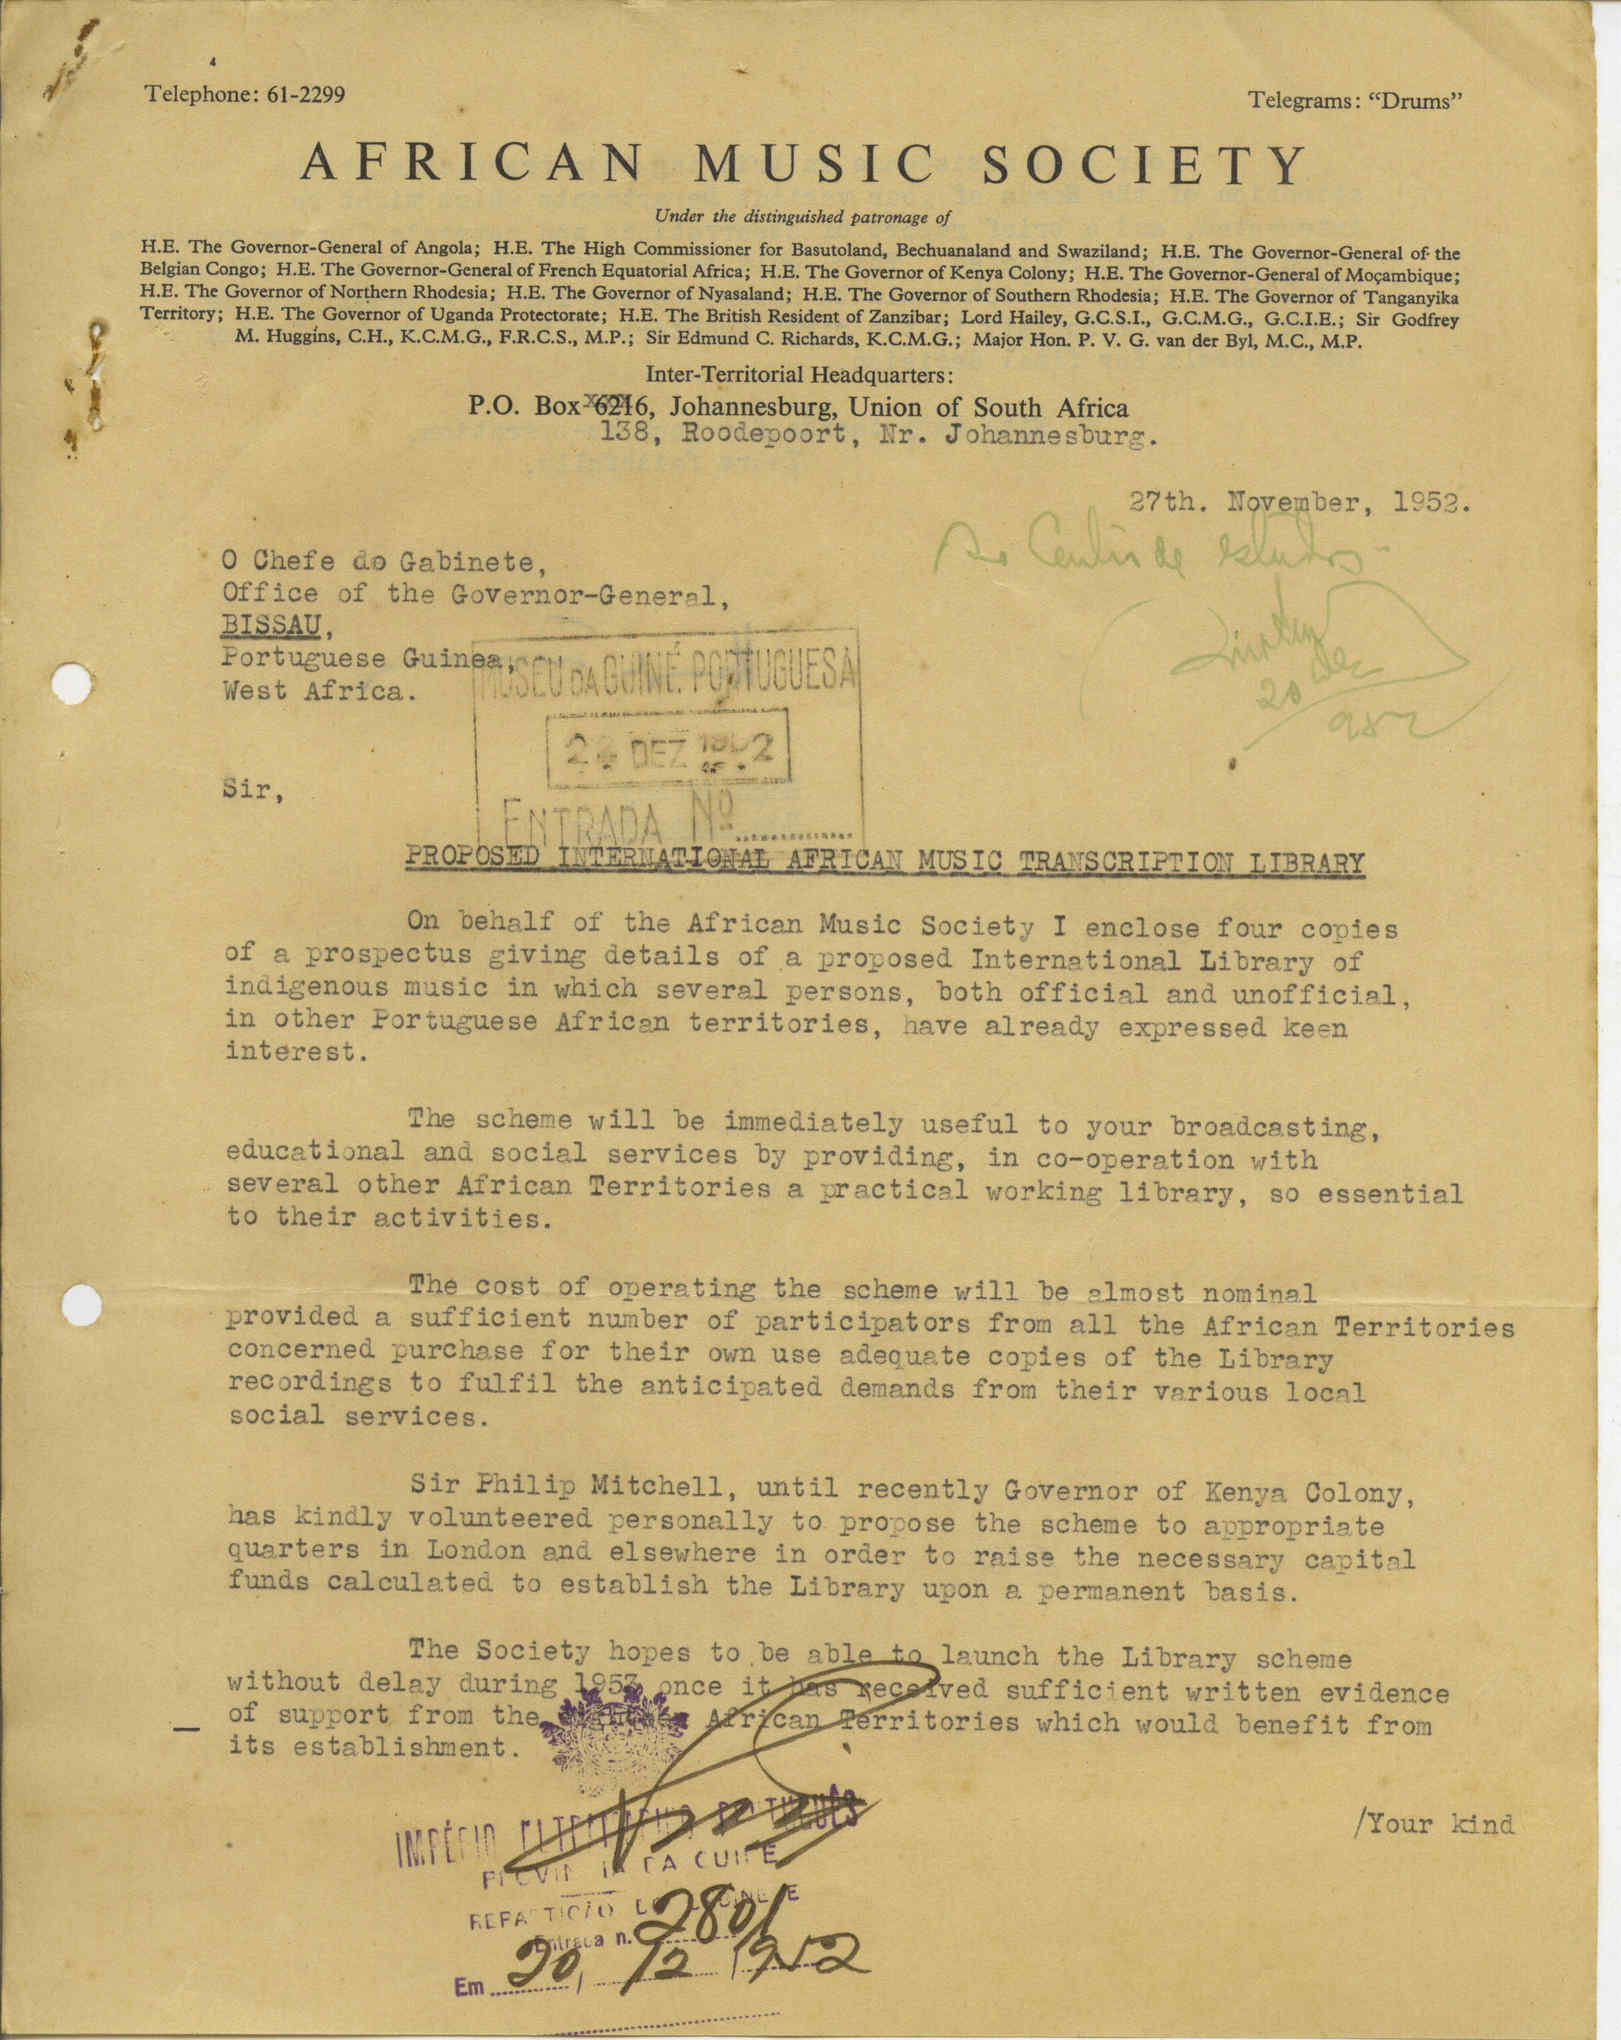 Telephone: 61-2299
Telegrams: “Drums”
AFRICAN MUSIC SOCIETY
Under the distinguished patronage of
H.E. The Governor-General of Angola; H.E. The High Commissioner for Basutoland, Bechuanaland and Swaziland; H.E. The Governor-General of the
Belgian Congo; H.E. The Governor-General of French Equatorial Africa; H.E. The Governor of Kenya Colony; H.E. The Governor-General of Moçambique;
H.E. The Governor of Northern Rhodesia; H.E. The Governor of Nyasaland; H.E. The Governor of Southern Rhodesia; H.E. The Governor of Tanganyika
Territory; H.E. The Governor of Uganda Protectorate; H.E. The British Resident of Zanzibar; Lord Hailey, G.C.S.I., G.C.M.G., G.C.I.E.; Sir Godfrey
M. Huggins, C.H., K.C.M.G., F.R.C.S., M.P.; Sir Edmund C. Richards, K.C.M.G.; Major Hon. P. V. G. van der Byl, M.C., M.P.
Inter-Territorial Headquarters:
P.O. Box 6216, Johannesburg, Union of South Africa
138, Roodepoort, Nr. Johannesburg.
27th. November, 1952.
Ao Centro de estudos
20 dez
952
O Chefe do Gabinete,
Office of the Governor-General,
BISSAU,
Portuguese Guinea,
West Africa.
MUSEU DA GUINÉ PORTUGUESA
DEZ 1952
ENTRADA Nº
Sir,
PROPOSED INTERNATIONAL AFRICAN MUSIC TRANSCRIPTION LIBRARY
On behalf of the African Music Society I enclose four copies
of a prospectus giving details of a proposed International Library of
indigenous music in which several persons, both official and unofficial,
in other Portuguese African territories, have already expressed keen
interest.
The scheme will be immediately useful to your broadcasting,
educational and social services by providing, in co-operation with
several other African Territories a practical working library, so essential
to their activities.
The cost of operating the scheme will be almost nominal
provided a sufficient number of participators from all the African Territories
concerned purchase for their own use adequate copies of the Library
recordings to fulfil the anticipated demands from their various local
social services.
Sir Philip Mitchell, until recently Governor of Kenya Colony,
has kindly volunteered personally to propose the scheme to appropriate
quarters in London and elsewhere in order to raise the necessary capital
funds calculated to establish the Library upon a permanent basis.
The Society hopes to be able to launch the Library scheme
without delay during 1953 once it has received sufficient written evidence
of support from the African Territories which would benefit from
its establishment.
/Your kind
IMPÉRIO PORTUGUÊS
DA GUINÉ
REPARTIÇÃO
Entrada n. 2801
Em 20/12/1952